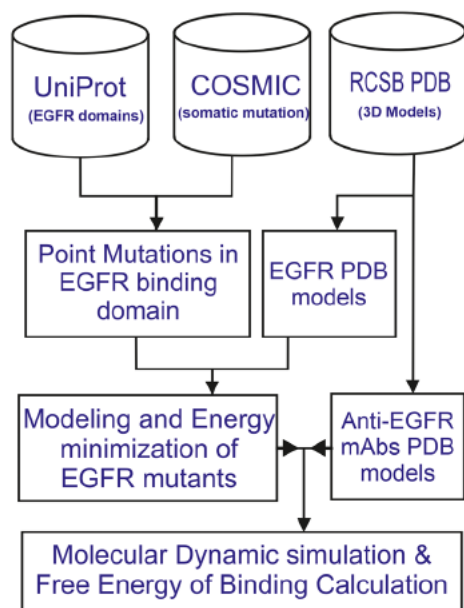 UniProt
(EGFR domains)
COSMIC
(somatic mutation)
RCSB PDB
(3D Models)
Point Mutations in
EGFR binding
domain
EGFR PDB
models
Modeling and Energy
minimization of
EGFR mutants
Anti-EGFR
mAbs PDB
models
Molecular Dynamic simulation &
Free Energy of Binding Calculation